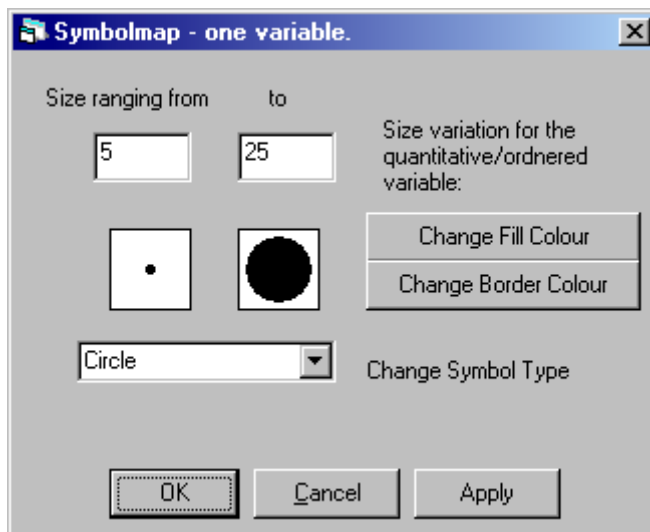 Symbolmap - one variable.
Size ranging from to
5 25
Size variation for the
quantitative/ordnered
variable:
Change Fill Colour
Change Border Colour
Circle
Change Symbol Type
OK Cancel Apply